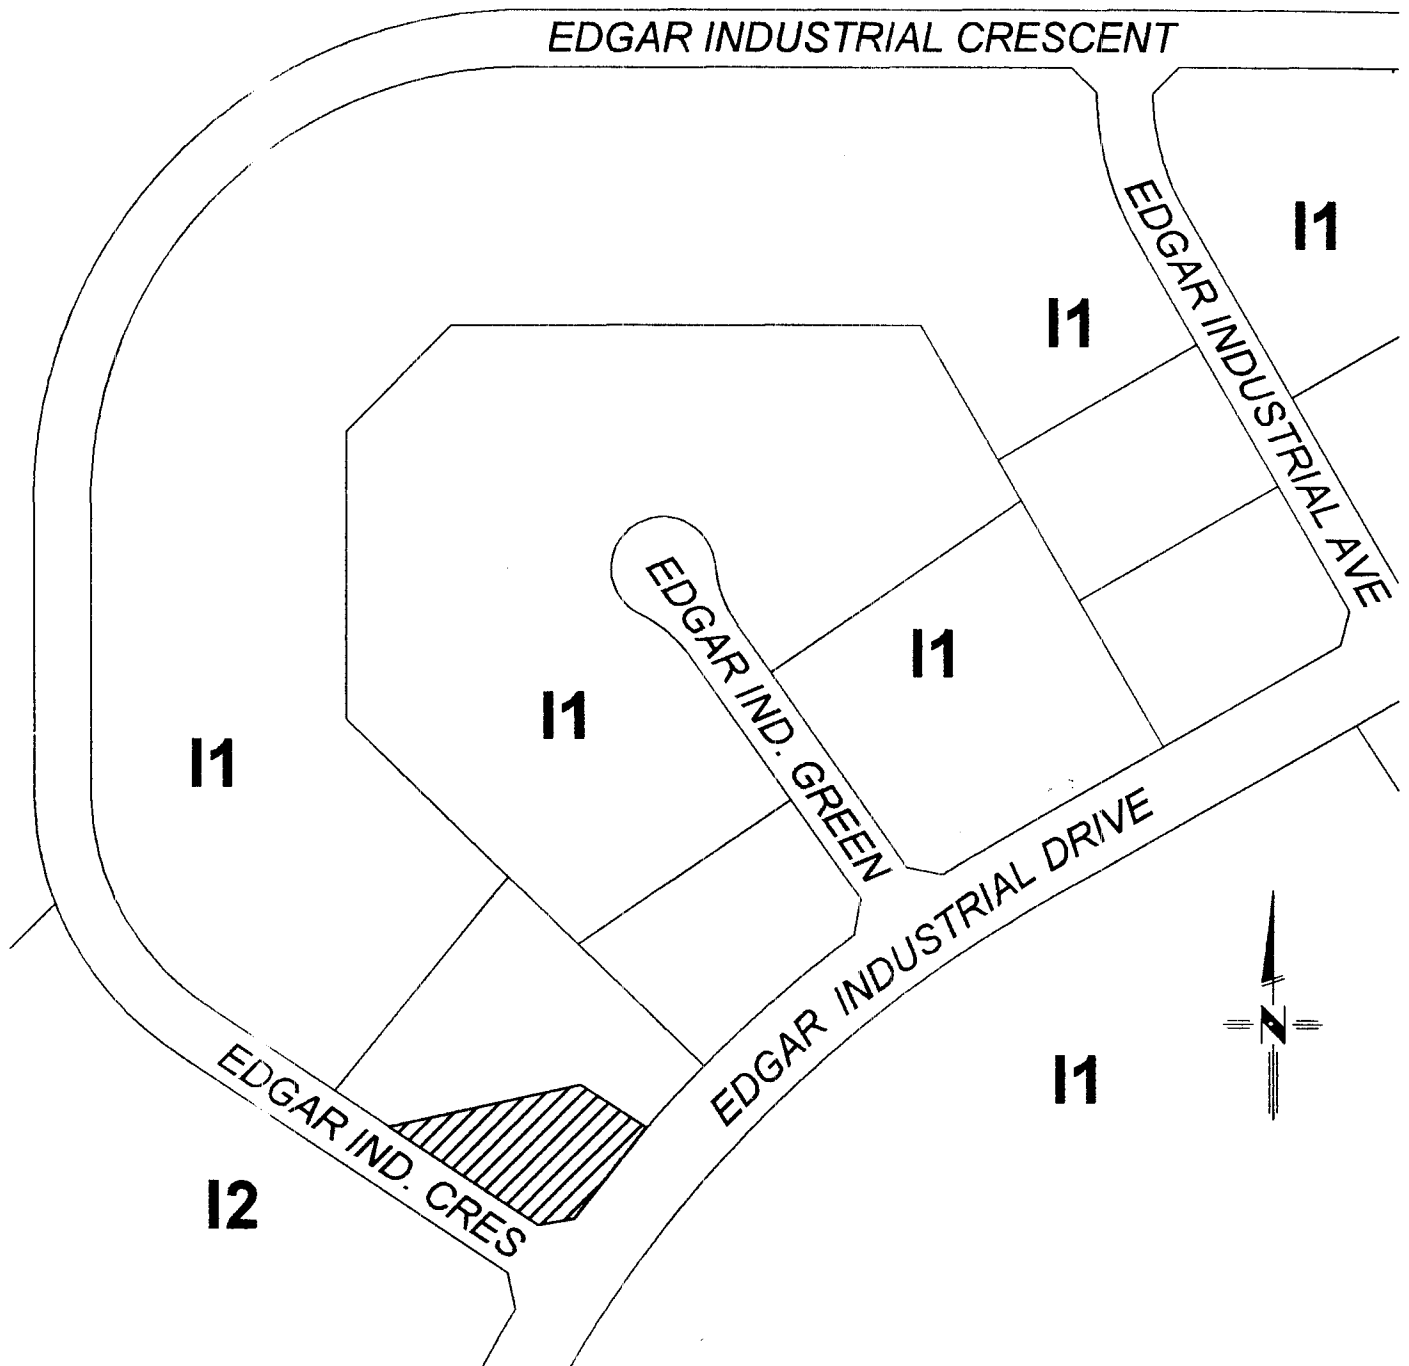 EDGAR INDUSTRIAL CRESCENT
I1
EDGAR INDUSTRIAL AVE
I1
EDGAR IND. GREEN
I1
I1
I1
EDGAR INDUSTRIAL DRIVE
N
I1
EDGAR IND. CRES
I2